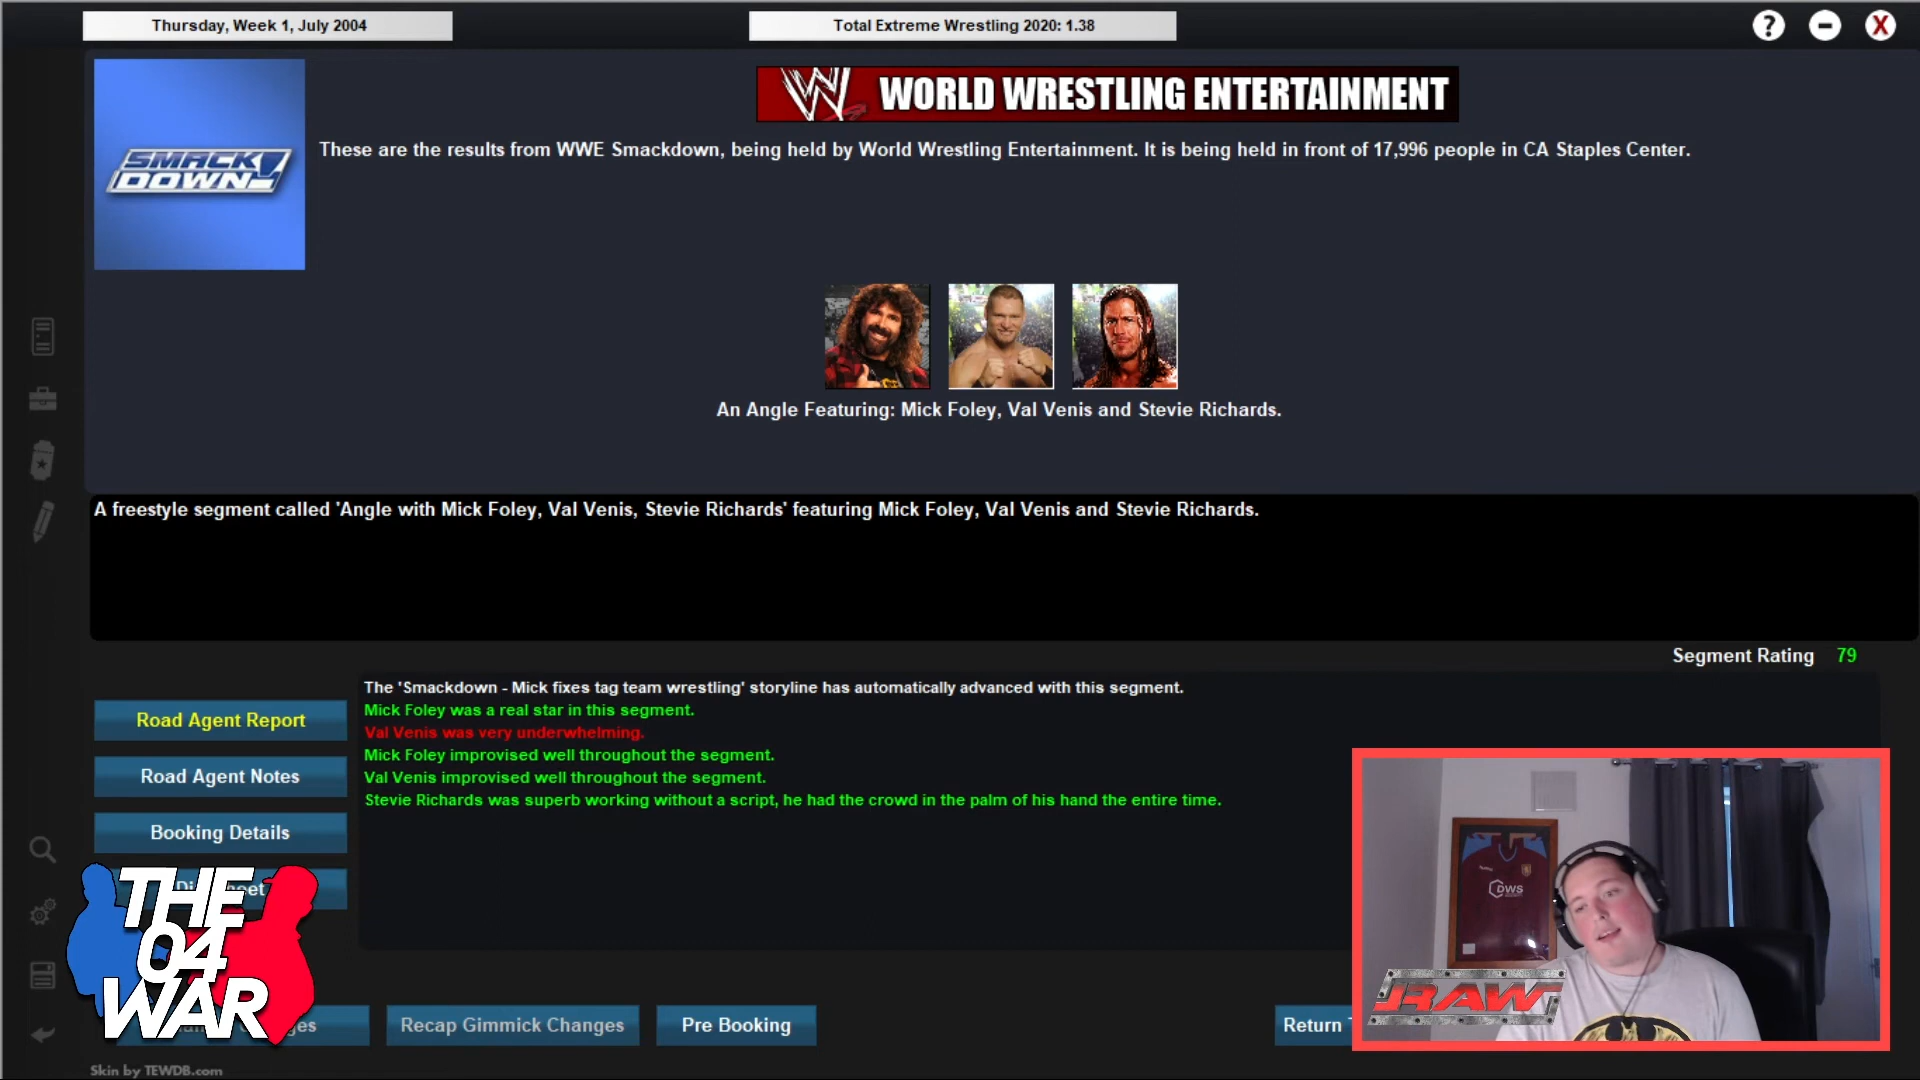 Thursday, Week 1, July 2004
Total Extreme Wrestling 2020: 1.38
? - X
W WORLD WRESTLING ENTERTAINMENT
SMACK DOWN!
These are the results from WWE Smackdown, being held by World Wrestling Entertainment. It is being held in front of 17,996 people in CA Staples Center.
An Angle Featuring: Mick Foley, Val Venis and Stevie Richards.
A freestyle segment called 'Angle with Mick Foley, Val Venis, Stevie Richards' featuring Mick Foley, Val Venis and Stevie Richards.
Segment Rating 79
The 'Smackdown - Mick fixes tag team wrestling' storyline has automatically advanced with this segment.
Mick Foley was a real star in this segment.
Val Venis was very underwhelming.
Mick Foley improvised well throughout the segment.
Val Venis improvised well throughout the segment.
Stevie Richards was superb working without a script, he had the crowd in the palm of his hand the entire time.
Road Agent Report
Road Agent Notes
Booking Details
THE
04
WAR
Recap Gimmick Changes
Pre Booking
Return
DWS
RAW
Skin by TEWDB.com